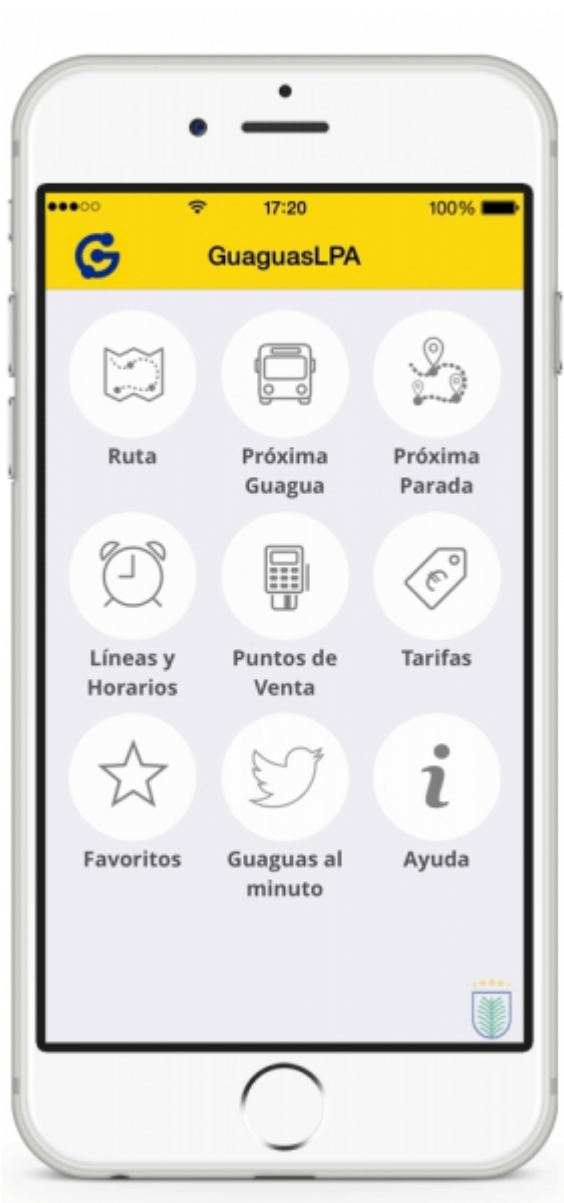 17:20
100%
GuaguasLPA
Ruta
Próxima
Guagua
Próxima
Parada
Líneas y
Horarios
Puntos de
Venta
Tarifas
Favoritos
Guaguas al
minuto
Ayuda